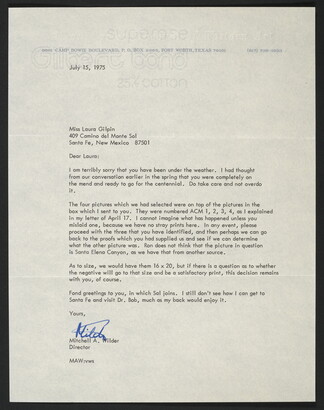 CAMP BOWIE BOULEVARD, P. O. BOX FORT WORTH, TEXAS
July 15, 1975
Miss Laura Gilpin
409 Camino del Monte Sol
Santa Fe, New Mexico 87501
Dear Laura:
I am terribly sorry that you have been under the weather. I had thought
from our conversation earlier in the spring that you were completely on
the mend and ready to go for the centennial. Do take care and not overdo
it.
The four pictures which we had selected were on top of the pictures in the
box which I sent to you. They were numbered ACM 1, 2, 3, 4, as I explained
in my letter of April 17. I cannot imagine what has happened unless you
mislaid one, because we have no stray prints here. In any event, please
proceed with the three that you have identified, and then perhaps we can go
back to the proofs which you had supplied us and see if we can determine
what the other picture was. Ron does not think that the picture in question
is Santa Elena Canyon, as we have that from another source.
As to size, we would have them 16 x 20, but if there is a question as to whether
the negative will go to that size and be a satisfactory print, this decision remains
with you, of course.
Fond greetings to you, in which Sal joins. I still don't see how I can get to
Santa Fe and visit Dr. Bob, much as my back would enjoy it.
Yours,
Mitchell A. Wilder
Director
MAW:nws